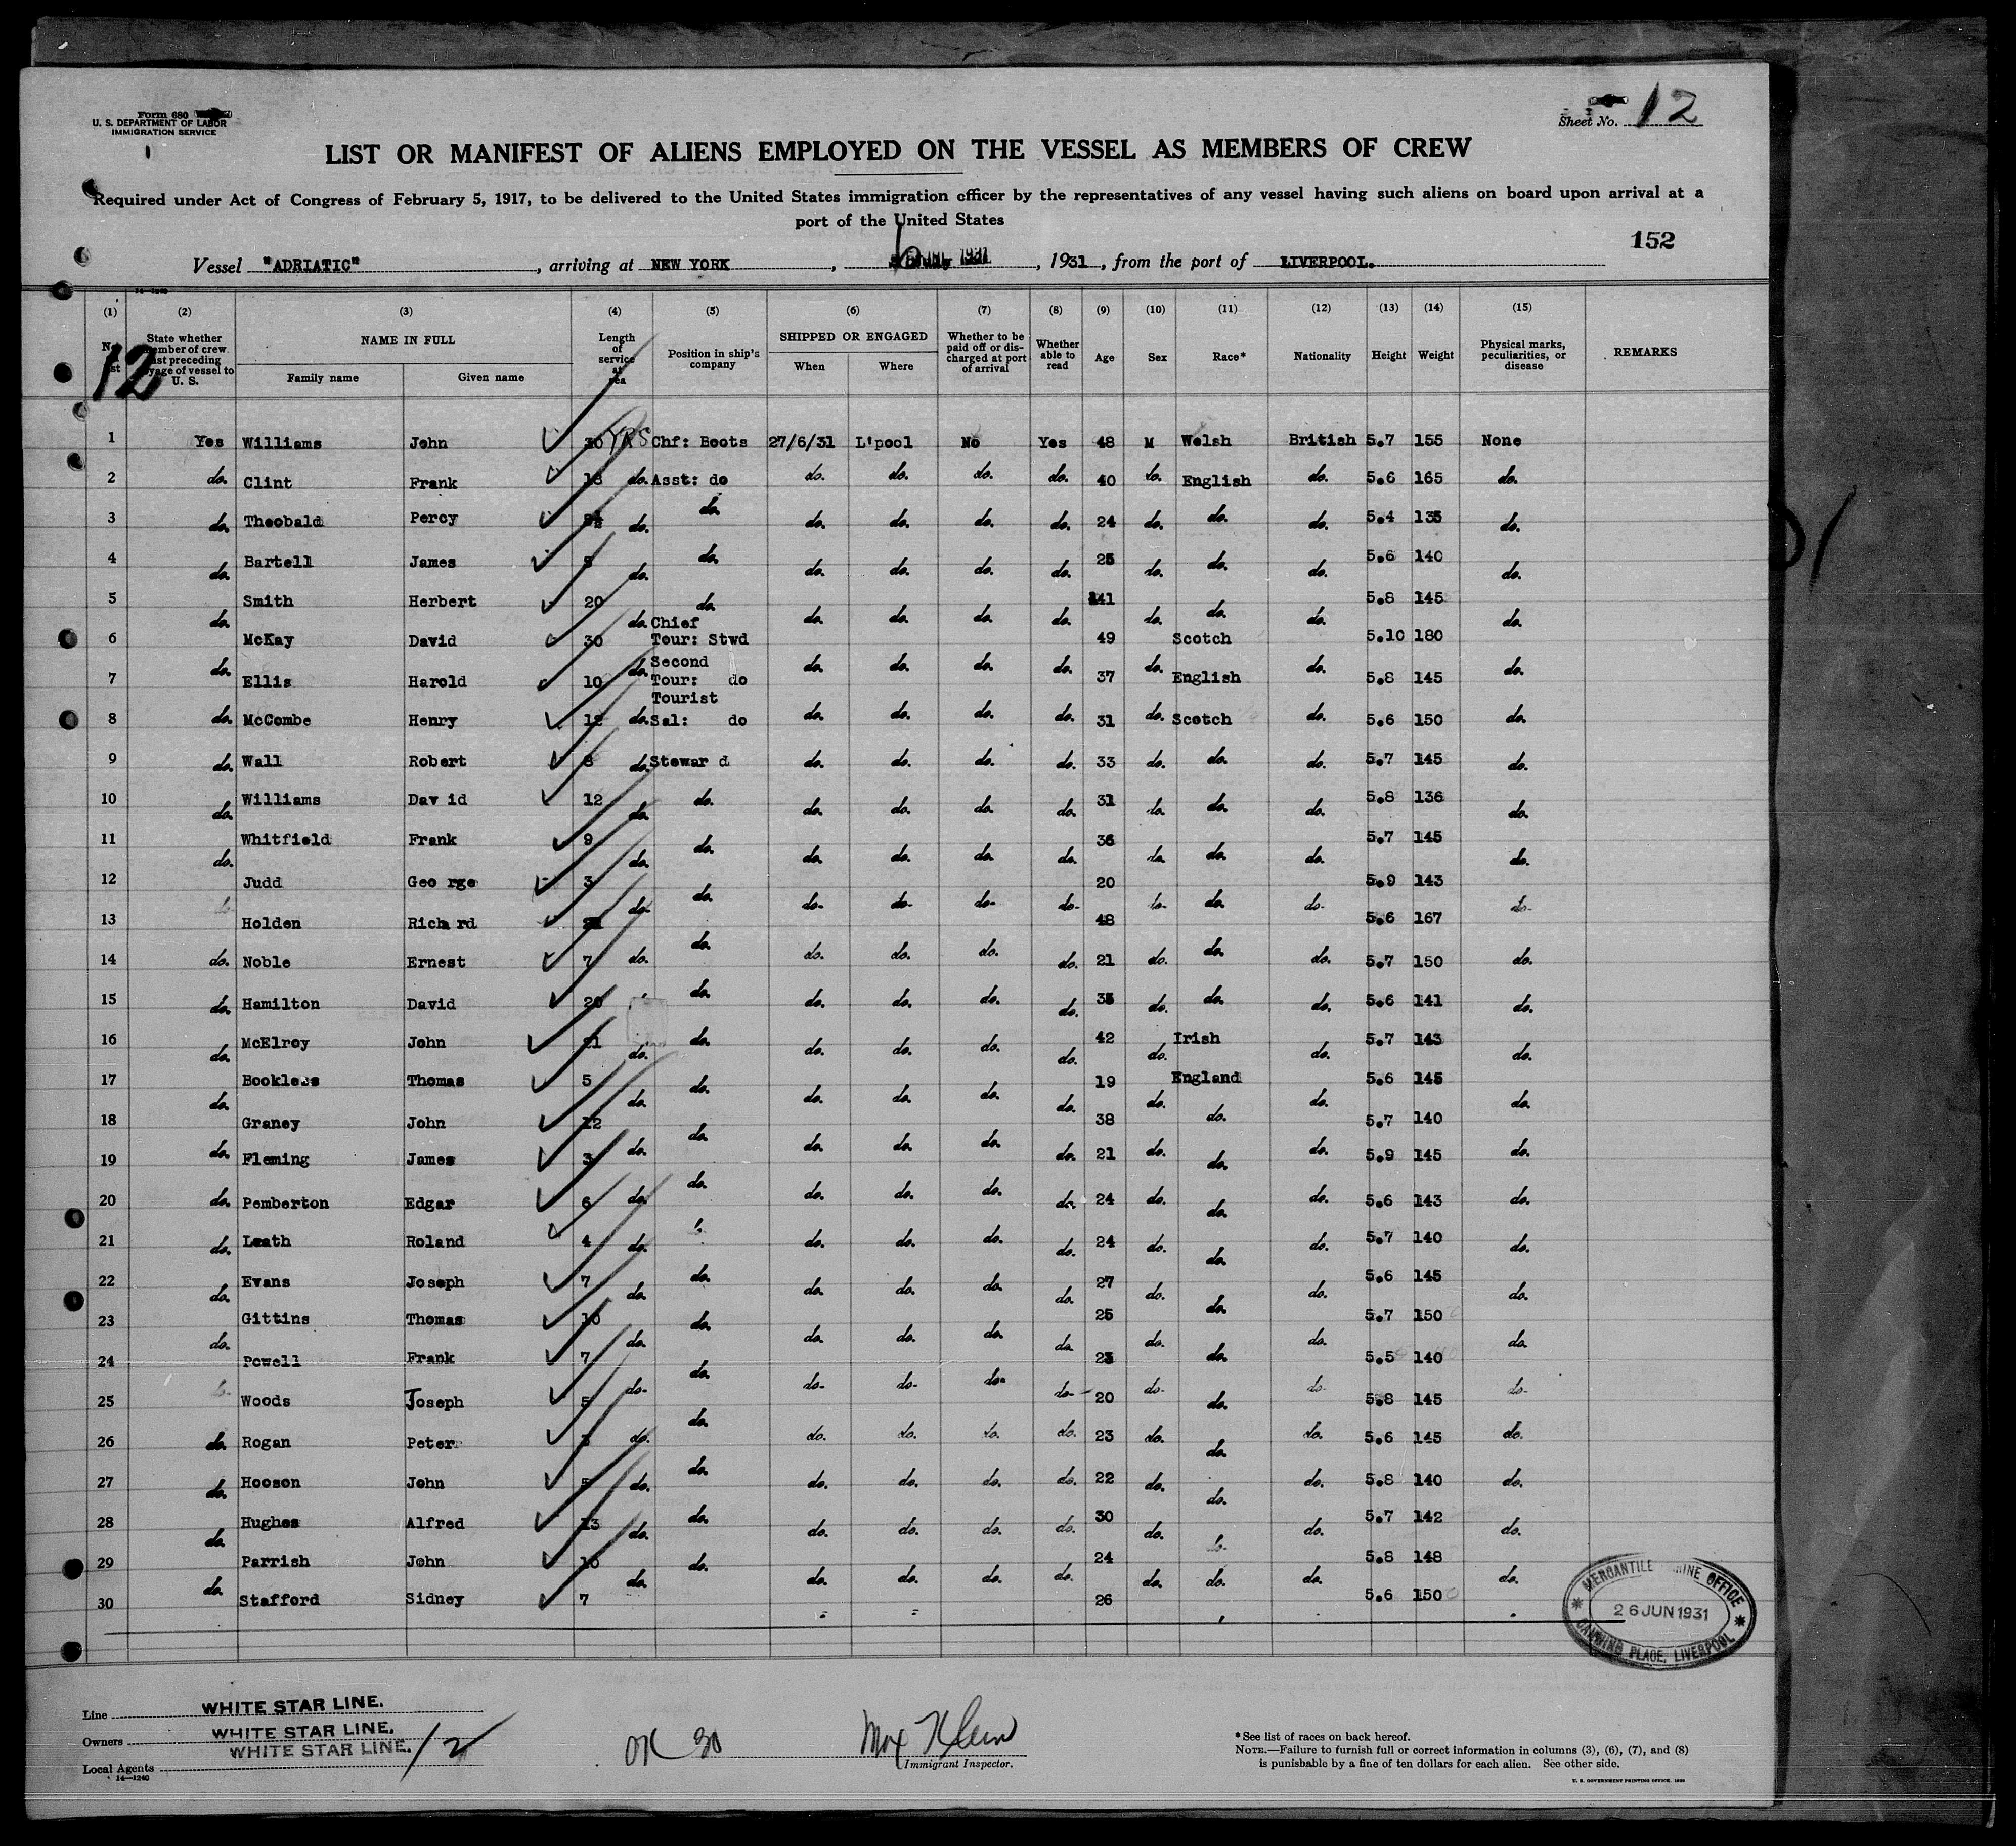 Form 680
U. S. DEPARTMENT OF LABOR
IMMIGRATION SERVICE
Sheet No. 12
LIST OR MANIFEST OF ALIENS EMPLOYED ON THE VESSEL AS MEMBERS OF CREW
Required under Act of Congress of February 5, 1917, to be delivered to the United States immigration officer by the representatives of any vessel having such aliens on board upon arrival at a
port of the United States
152
Vessel "ADRIATIC", arriving at NEW YORK, 1931, 1931, from the port of LIVERPOOL.
(1) (2) (3) (4) (5) (6) (7) (8) (9) (10) (11) (12) (13) (14) (15)
State whether member of crew last preceding voyage of vessel to U. S. NAME IN FULL Family name Given name Length of service at sea Position in ship's company SHIPPED OR ENGAGED When Where Whether to be paid off or discharged at port of arrival Whether able to read Age Sex Race* Nationality Height Weight Physical marks, peculiarities, or disease REMARKS
12
1 Yes Williams John 30 YRS Chf: Boots 27/6/31 L'pool No Yes 48 M Welsh British 5.7 155 None
2 do. Clint Frank 18 do. Asst: do do. do. do. do. 40 do. English do. 5.6 165 do.
3 do. Theobald Percy do. do. do. do. do. do. 24 do. do. do. 5.4 135 do.
4 do. Bartell James 9 do. do. do. do. do. do. 25 do. do. do. 5.6 140 do.
5 do. Smith Herbert 20 do. do. do. do. do. do. 41 do. do. do. 5.8 145 do.
6 do. McKay David 30 do. Chief Tour: Stwd do. do. do. do. 49 do. Scotch do. 5.10 180 do.
7 Ellis Harold 10 Second Tour: do 37 English 5.8 145
8 do. McCombe Henry 12 do. Tourist Sal: do do. do. do. do. 31 do. Scotch do. 5.6 150 do.
9 do. Wall Robert 8 do. Stewar d do. do. do. do. 33 do. do. do. 5.7 145 do.
10 do. Williams Dav id 12 do. do. do. do. do. do. 31 do. do. do. 5.8 136 do.
11 do. Whitfield Frank 9 do. do. do. do. do. do. 36 do. do. do. 5.7 145 do.
12 do. Judd Geo rge 3 do. do. do. do. do. do. 20 do. do. do. 5.9 143 do.
13 Holden Richa rd 48 5.6 167
14 do. Noble Ernest 7 do. do. do. do. do. do. 21 do. do. do. 5.7 150 do.
15 do. Hamilton David 20 do. do. do. do. do. 35 do. do. do. 5.6 141 do.
16 do. McElroy John 21 do. do. do. do. do. do. 42 do. Irish do. 5.7 143 do.
17 do. Bookless Thomas 5 do. do. do. do. do. do. 19 do. England do. 5.6 145 do.
18 Graney John 12 do. 38 do. 5.7 140
19 do. Fleming James 3 do. do. do. do. do. 21 do. do. do. 5.9 145 do.
20 do. Pemberton Edgar 6 do. do. do. do. do. do. 24 do. do. do. 5.6 143 do.
21 do. Leath Roland 4 do. do. do. do. do. 24 do. do. do. 5.7 140 do.
22 do. Evans Joseph 7 do. do. do. do. do. do. 27 do. do. do. 5.6 145 do.
23 do. Gittins Thomas 10 do. do. do. do. do. do. 25 do. do. do. 5.7 150 do.
24 Powell Frank 7 do. 23 do. 5.5 140
25 Woods Joseph 5 do. do. do. do. do. do. 20 do. do. do. 5.8 145 do.
26 do. Rogan Peter 3 do. do. do. do. do. do. 23 do. do. do. 5.6 145 do.
27 do. Hooson John 5 do. do. do. do. do. do. 22 do. do. do. 5.8 140 do.
28 do. Hughes Alfred 13 do. do. do. do. do. do. 30 do. do. 5.7 142 do.
29 do. Parrish John 10 do. do. do. do. do. do. 24 do. do. do. 5.8 148 do.
30 Stafford Sidney 7 26 5.6 150
MERCANTILE MARINE OFFICE
26 JUN 1931
CANNING PLACE, LIVERPOOL
Line WHITE STAR LINE.
Owners WHITE STAR LINE.
Local Agents WHITE STAR LINE. 12
14—1240
OK 30
Max Klein
Immigrant Inspector.
*See list of races on back hereof.
NOTE.—Failure to furnish full or correct information in columns (3), (6), (7), and (8)
is punishable by a fine of ten dollars for each alien. See other side.
U. S. GOVERNMENT PRINTING OFFICE